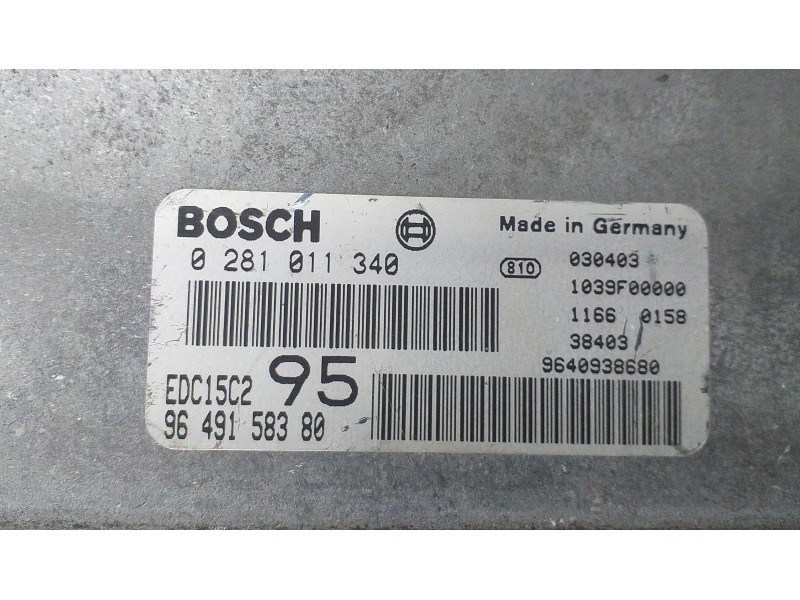 BOSCH
Made in Germany
0 281 011 340
810
030403
1039F00000
1166 0158
38403
9640938680
EDC15C2 95
96 491 583 80